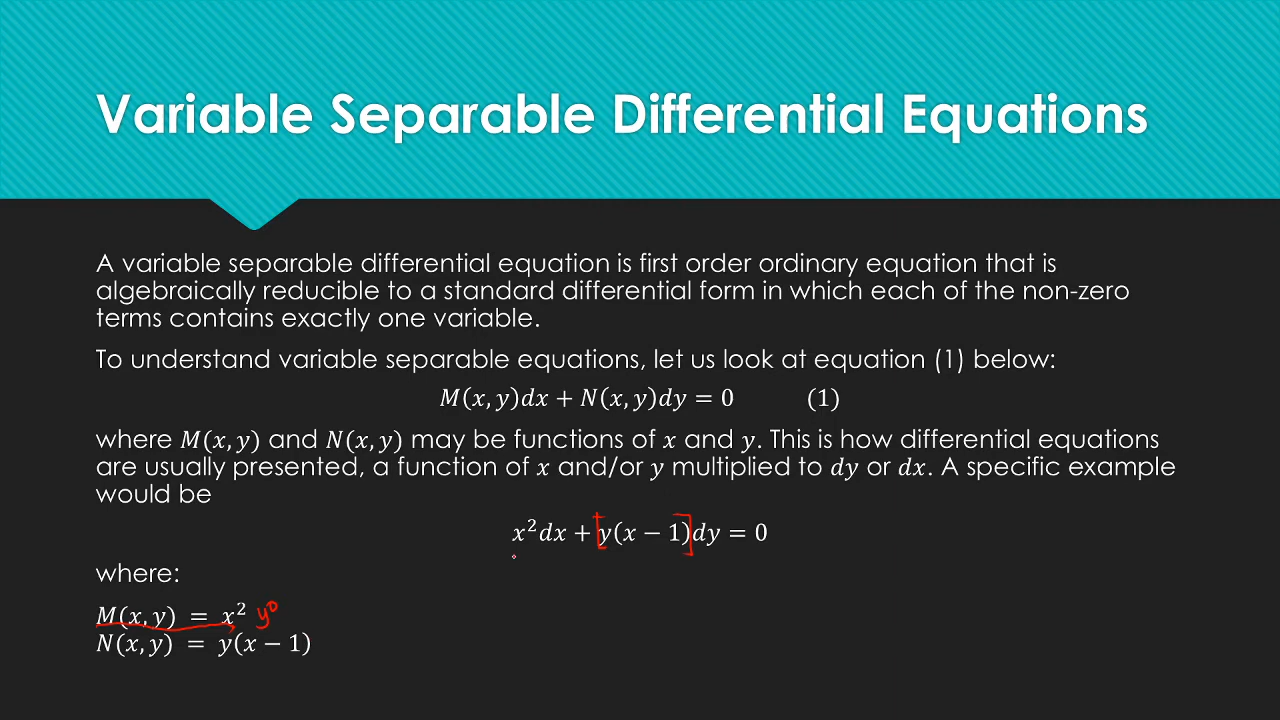 Variable Separable Differential Equations
A variable separable differential equation is first order ordinary equation that is
algebraically reducible to a standard differential form in which each of the non-zero
terms contains exactly one variable.
To understand variable separable equations, let us look at equation (1) below:
M(x, y)dx + N(x, y)dy = 0 (1)
where M(x, y) and N(x, y) may be functions of x and y. This is how differential equations
are usually presented, a function of x and/or y multiplied to dy or dx. A specific example
would be
x²dx + [y(x − 1)]dy = 0
where:
M(x, y) = x² y⁰
N(x, y) = y(x − 1)